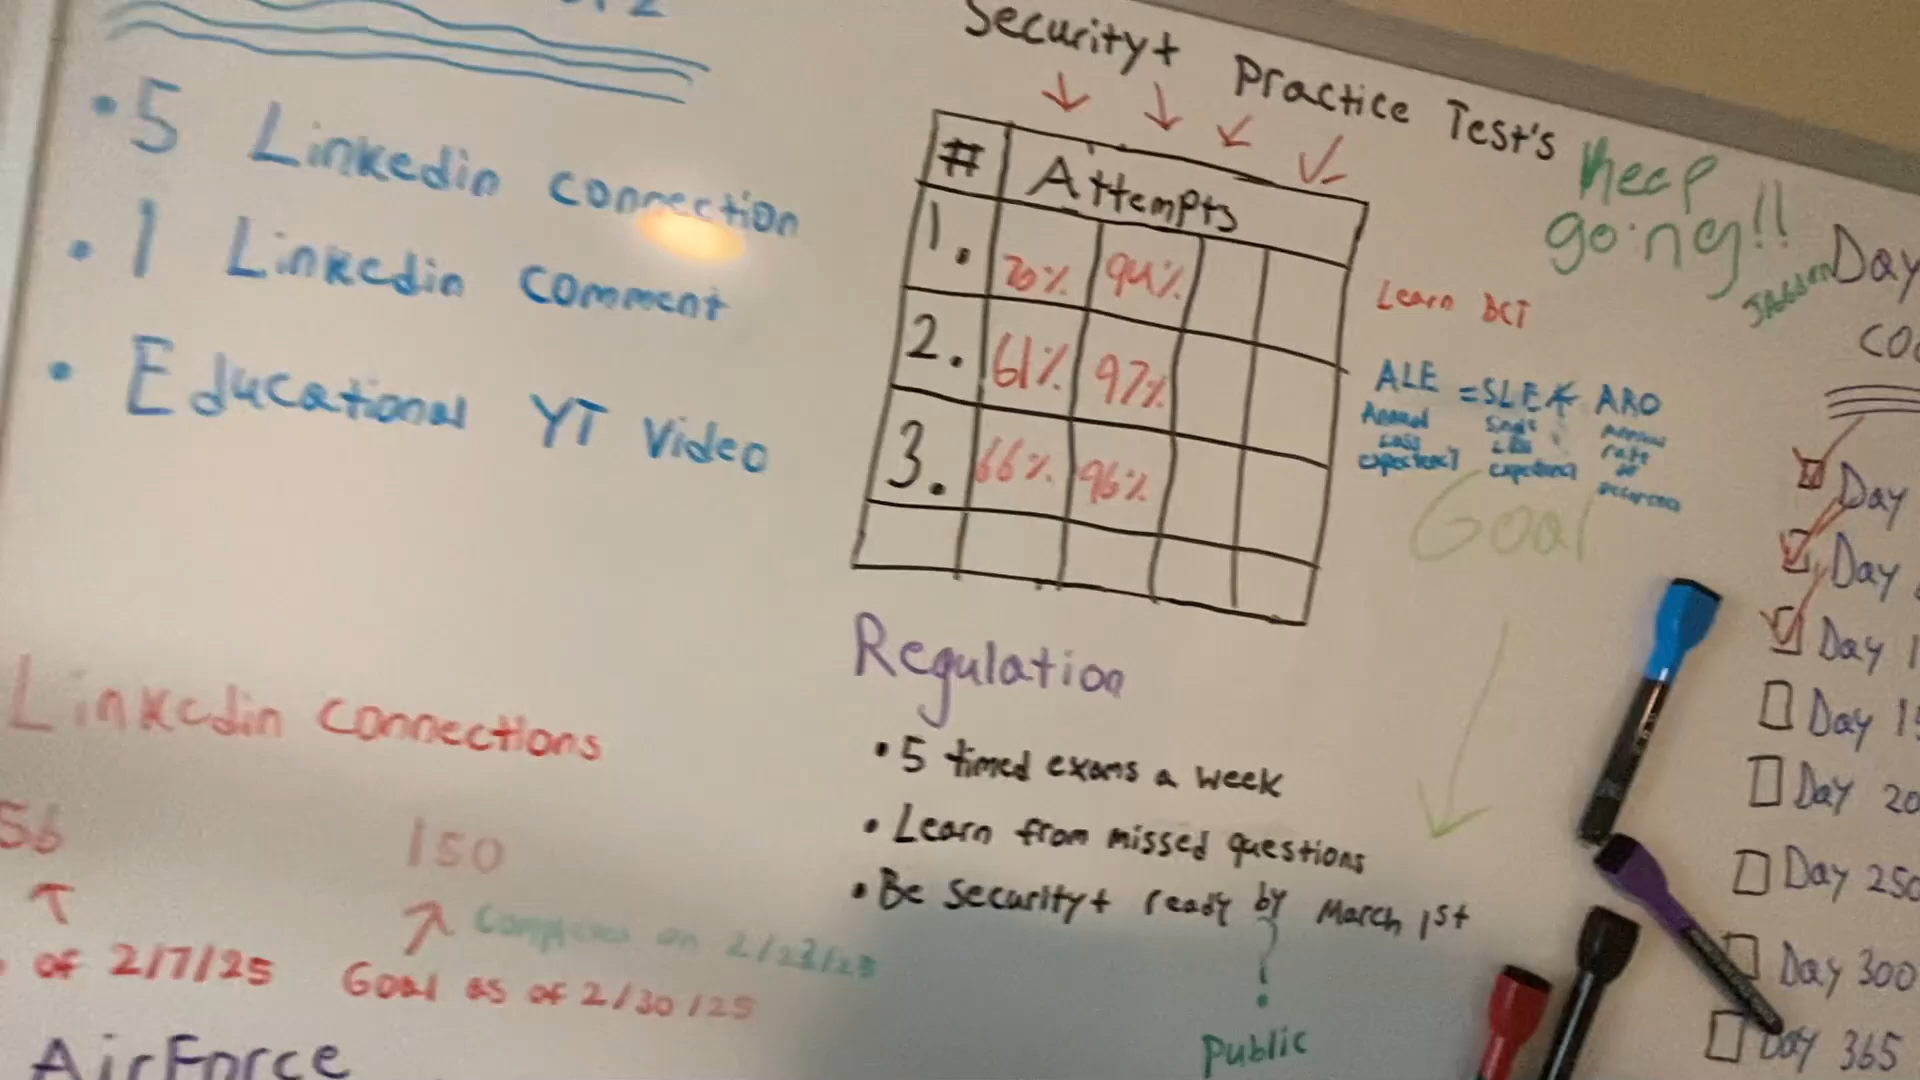 • 5 Linkedin connection
• 1 Linkedin comment
• Educational YT Video
Linkedin connections
56
150
of 2/7/25
Goal as of 2/30/25
on 2/23/25
AirForce
Security+ Practice Test's
# Attempts
1. 70% 94%
2. 61% 97%
3. 66% 96%
Keep
going!!
Learn
ALE = SLE * ARO
Annual
Loss
expectancy
Single
Loss
expectancy
Annual
rate
of
Goal
Regulation
• 5 timed exams a week
• Learn from missed questions
• Be Security+ ready by March 1st
Public
Day
Day
Day
Day 1
Day 15
Day 20
Day 250
Day 300
Day 365